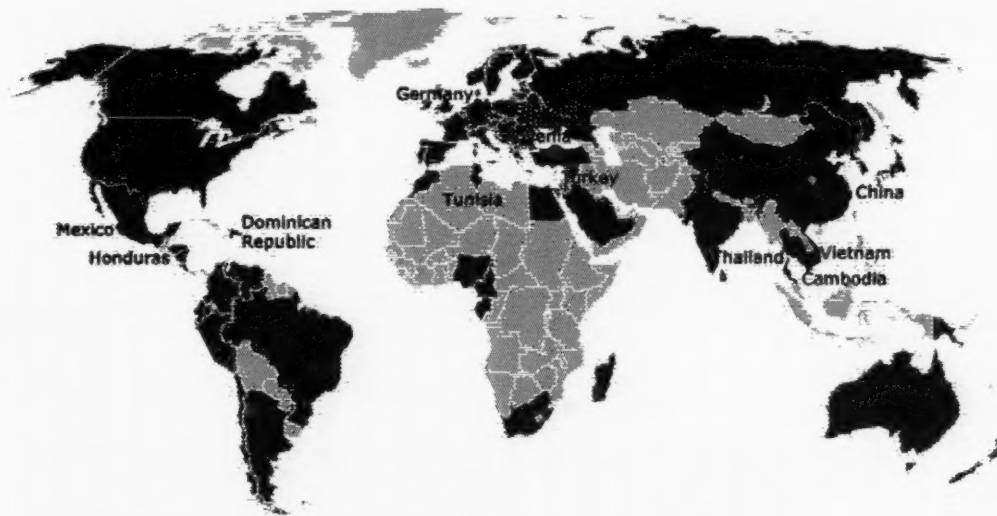 Germany
Turkey
Tunisia
China
Mexico
Dominican
Republic
Honduras
Thailand
Vietnam
Cambodia